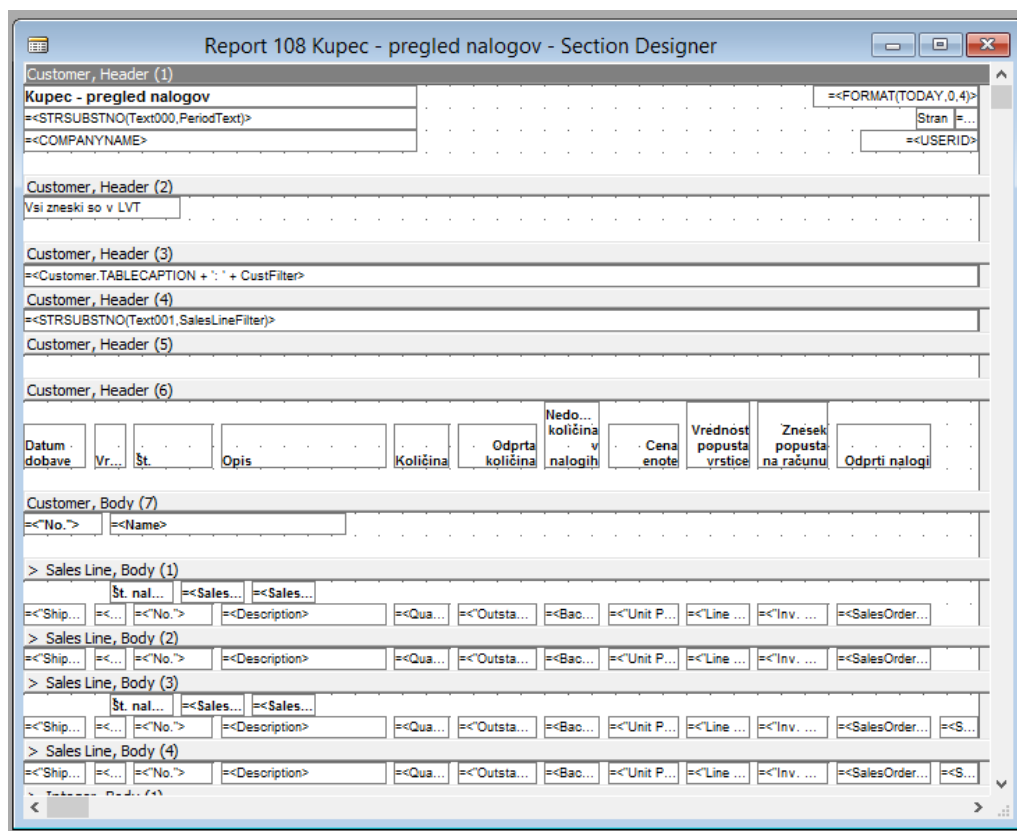 Report 108 Kupec - pregled nalogov - Section Designer
Customer, Header (1)
Kupec - pregled nalogov =<FORMAT(TODAY,0,4)>
=<STRSUBSTNO(Text000,PeriodText)> Stran =...
=<COMPANYNAME> =<USERID>
Customer, Header (2)
Vsi zneski so v LVT
Customer, Header (3)
=<Customer.TABLECAPTION + ': ' + CustFilter>
Customer, Header (4)
=<STRSUBSTNO(Text001,SalesLineFilter)>
Customer, Header (5)
Customer, Header (6)
Datum dobave Vr... Št. Opis Količina Odprta količina Nedo... količina v nalogih Cena enote Vrednost popusta vrstice Znesek popusta na računu Odprti nalogi
Customer, Body (7)
=<"No."> =<Name>
> Sales Line, Body (1)
Št. nal... =<Sales... =<Sales...
=<"Ship... =<... =<"No."> =<Description> =<Qua... =<"Outsta... =<Bac... =<"Unit P... =<"Line ... =<"Inv. ... =<SalesOrder...
> Sales Line, Body (2)
=<"Ship... =<... =<"No."> =<Description> =<Qua... =<"Outsta... =<Bac... =<"Unit P... =<"Line ... =<"Inv. ... =<SalesOrder...
> Sales Line, Body (3)
Št. nal... =<Sales... =<Sales...
=<"Ship... =<... =<"No."> =<Description> =<Qua... =<"Outsta... =<Bac... =<"Unit P... =<"Line ... =<"Inv. ... =<SalesOrder... =<S...
> Sales Line, Body (4)
=<"Ship... =<... =<"No."> =<Description> =<Qua... =<"Outsta... =<Bac... =<"Unit P... =<"Line ... =<"Inv. ... =<SalesOrder... =<S...
> Integer, Body (1)